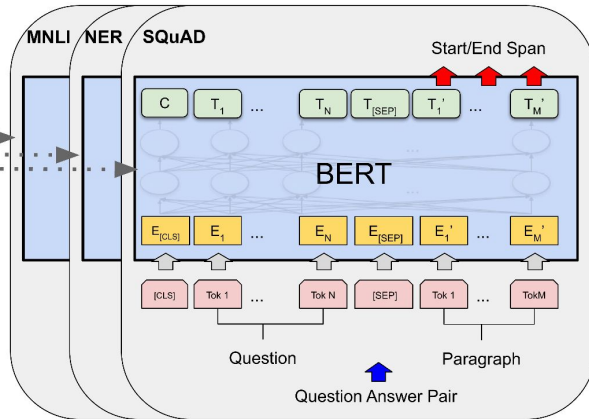 MNLI NER SQuAD
Start/End Span
C T1 ... TN T[SEP] T1' ... TM'
...
BERT
...
E[CLS] E1 ... EN E[SEP] E1' ... EM'
[CLS] Tok 1 ... Tok N [SEP] Tok 1 ... TokM
Question Paragraph
Question Answer Pair